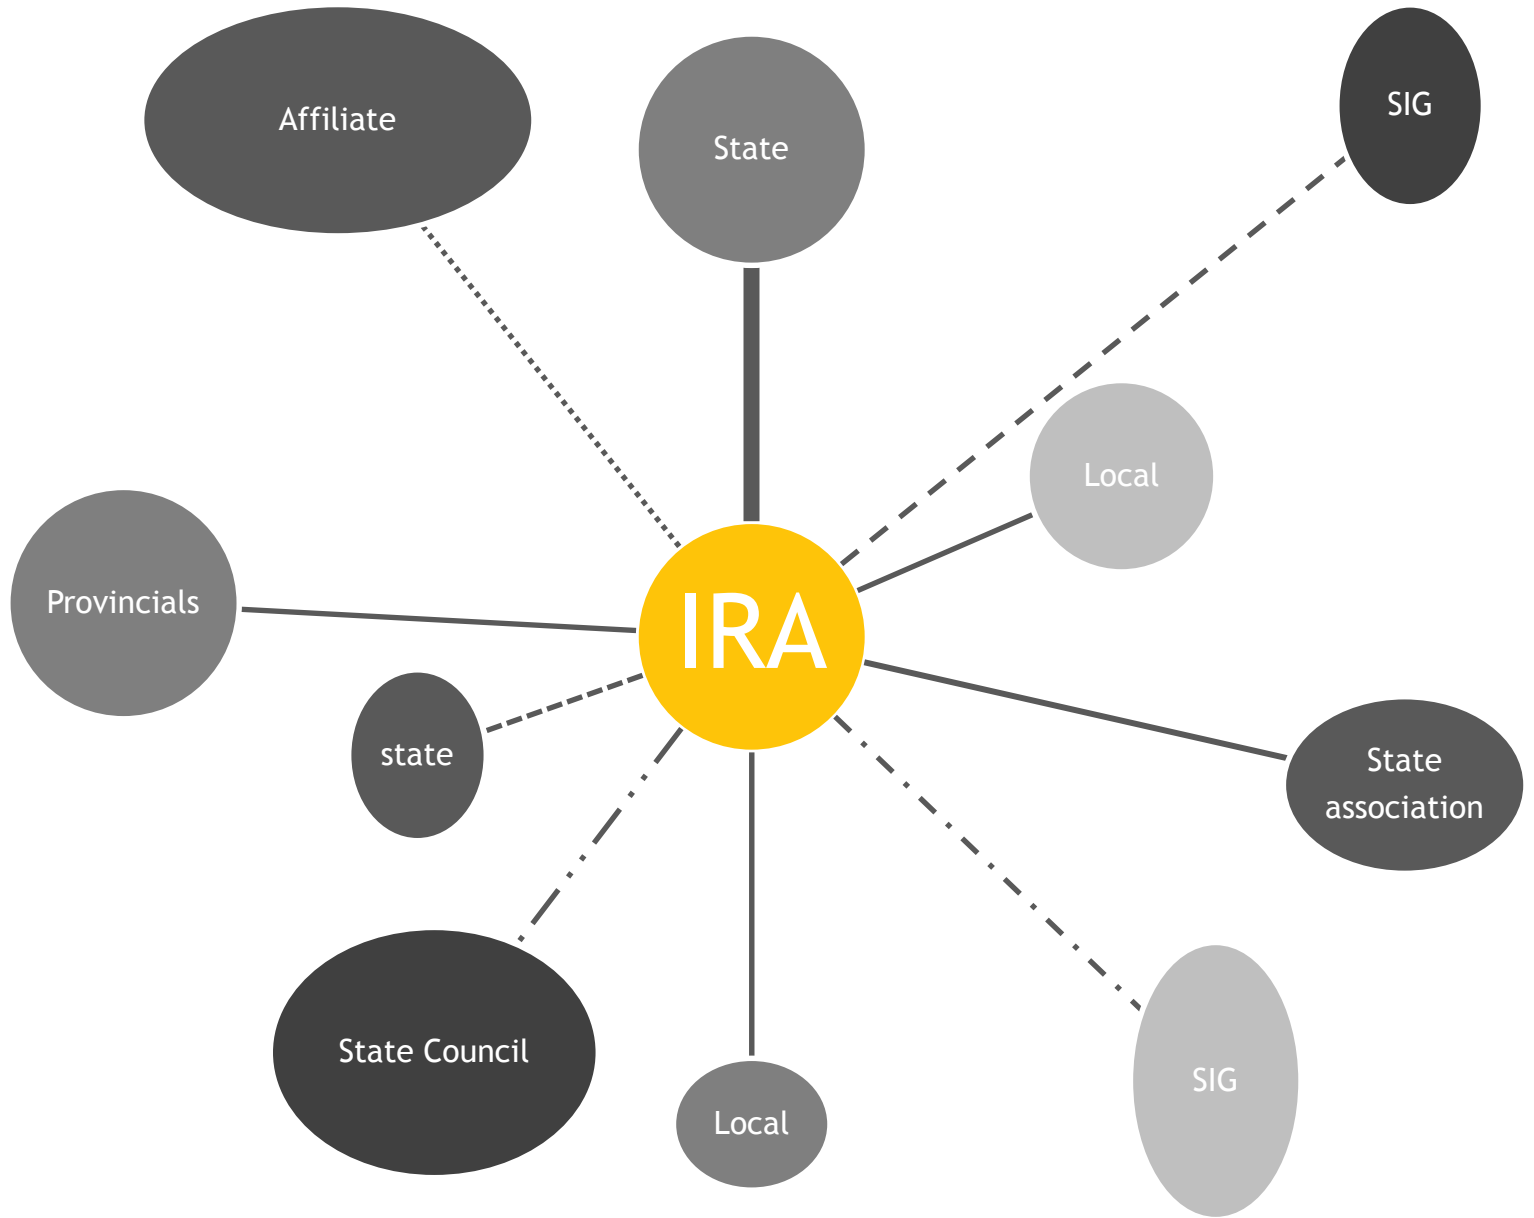 Affiliate
State
SIG
Local
Provincials
IRA
state
State
association
State Council
Local
SIG